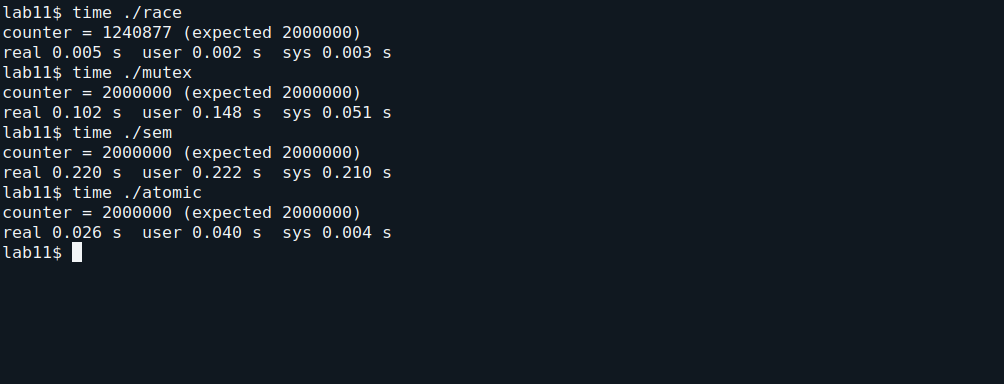 lab11$ time ./race
counter = 1240877 (expected 2000000)
real 0.005 s  user 0.002 s  sys 0.003 s
lab11$ time ./mutex
counter = 2000000 (expected 2000000)
real 0.102 s  user 0.148 s  sys 0.051 s
lab11$ time ./sem
counter = 2000000 (expected 2000000)
real 0.220 s  user 0.222 s  sys 0.210 s
lab11$ time ./atomic
counter = 2000000 (expected 2000000)
real 0.026 s  user 0.040 s  sys 0.004 s
lab11$